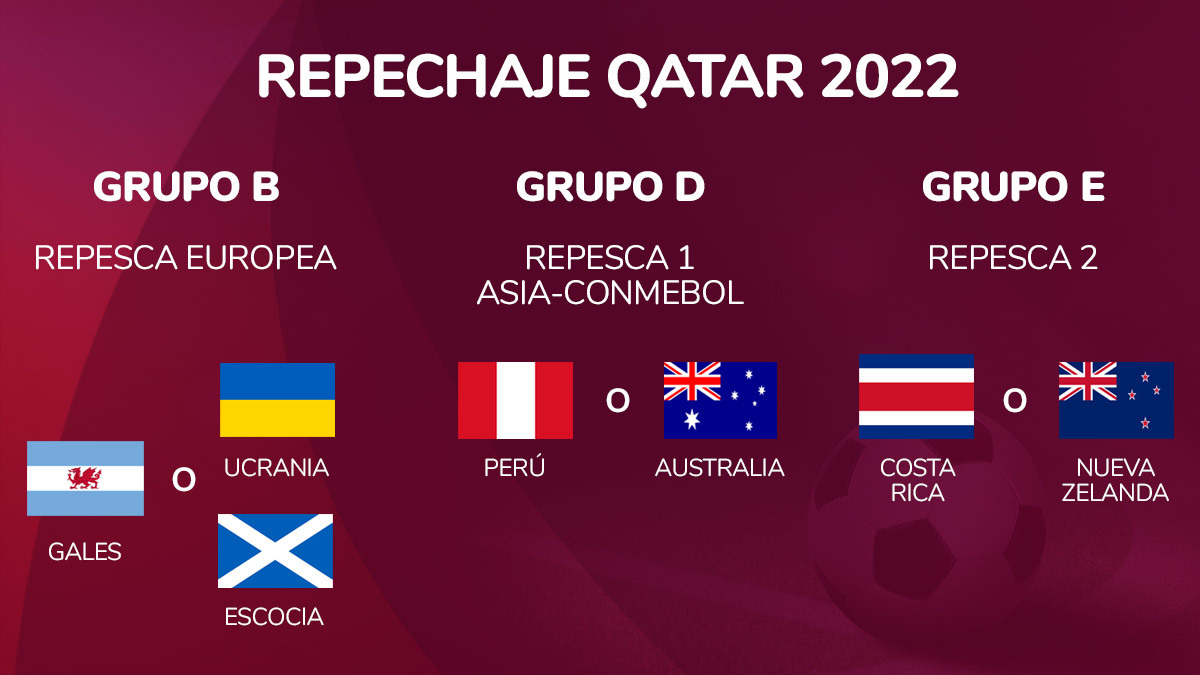 REPECHAJE QATAR 2022
GRUPO B
REPESCA EUROPEA
GALES
O
UCRANIA
ESCOCIA
GRUPO D
REPESCA 1
ASIA-CONMEBOL
PERÚ
O
AUSTRALIA
GRUPO E
REPESCA 2
COSTA
RICA
O
NUEVA
ZELANDA